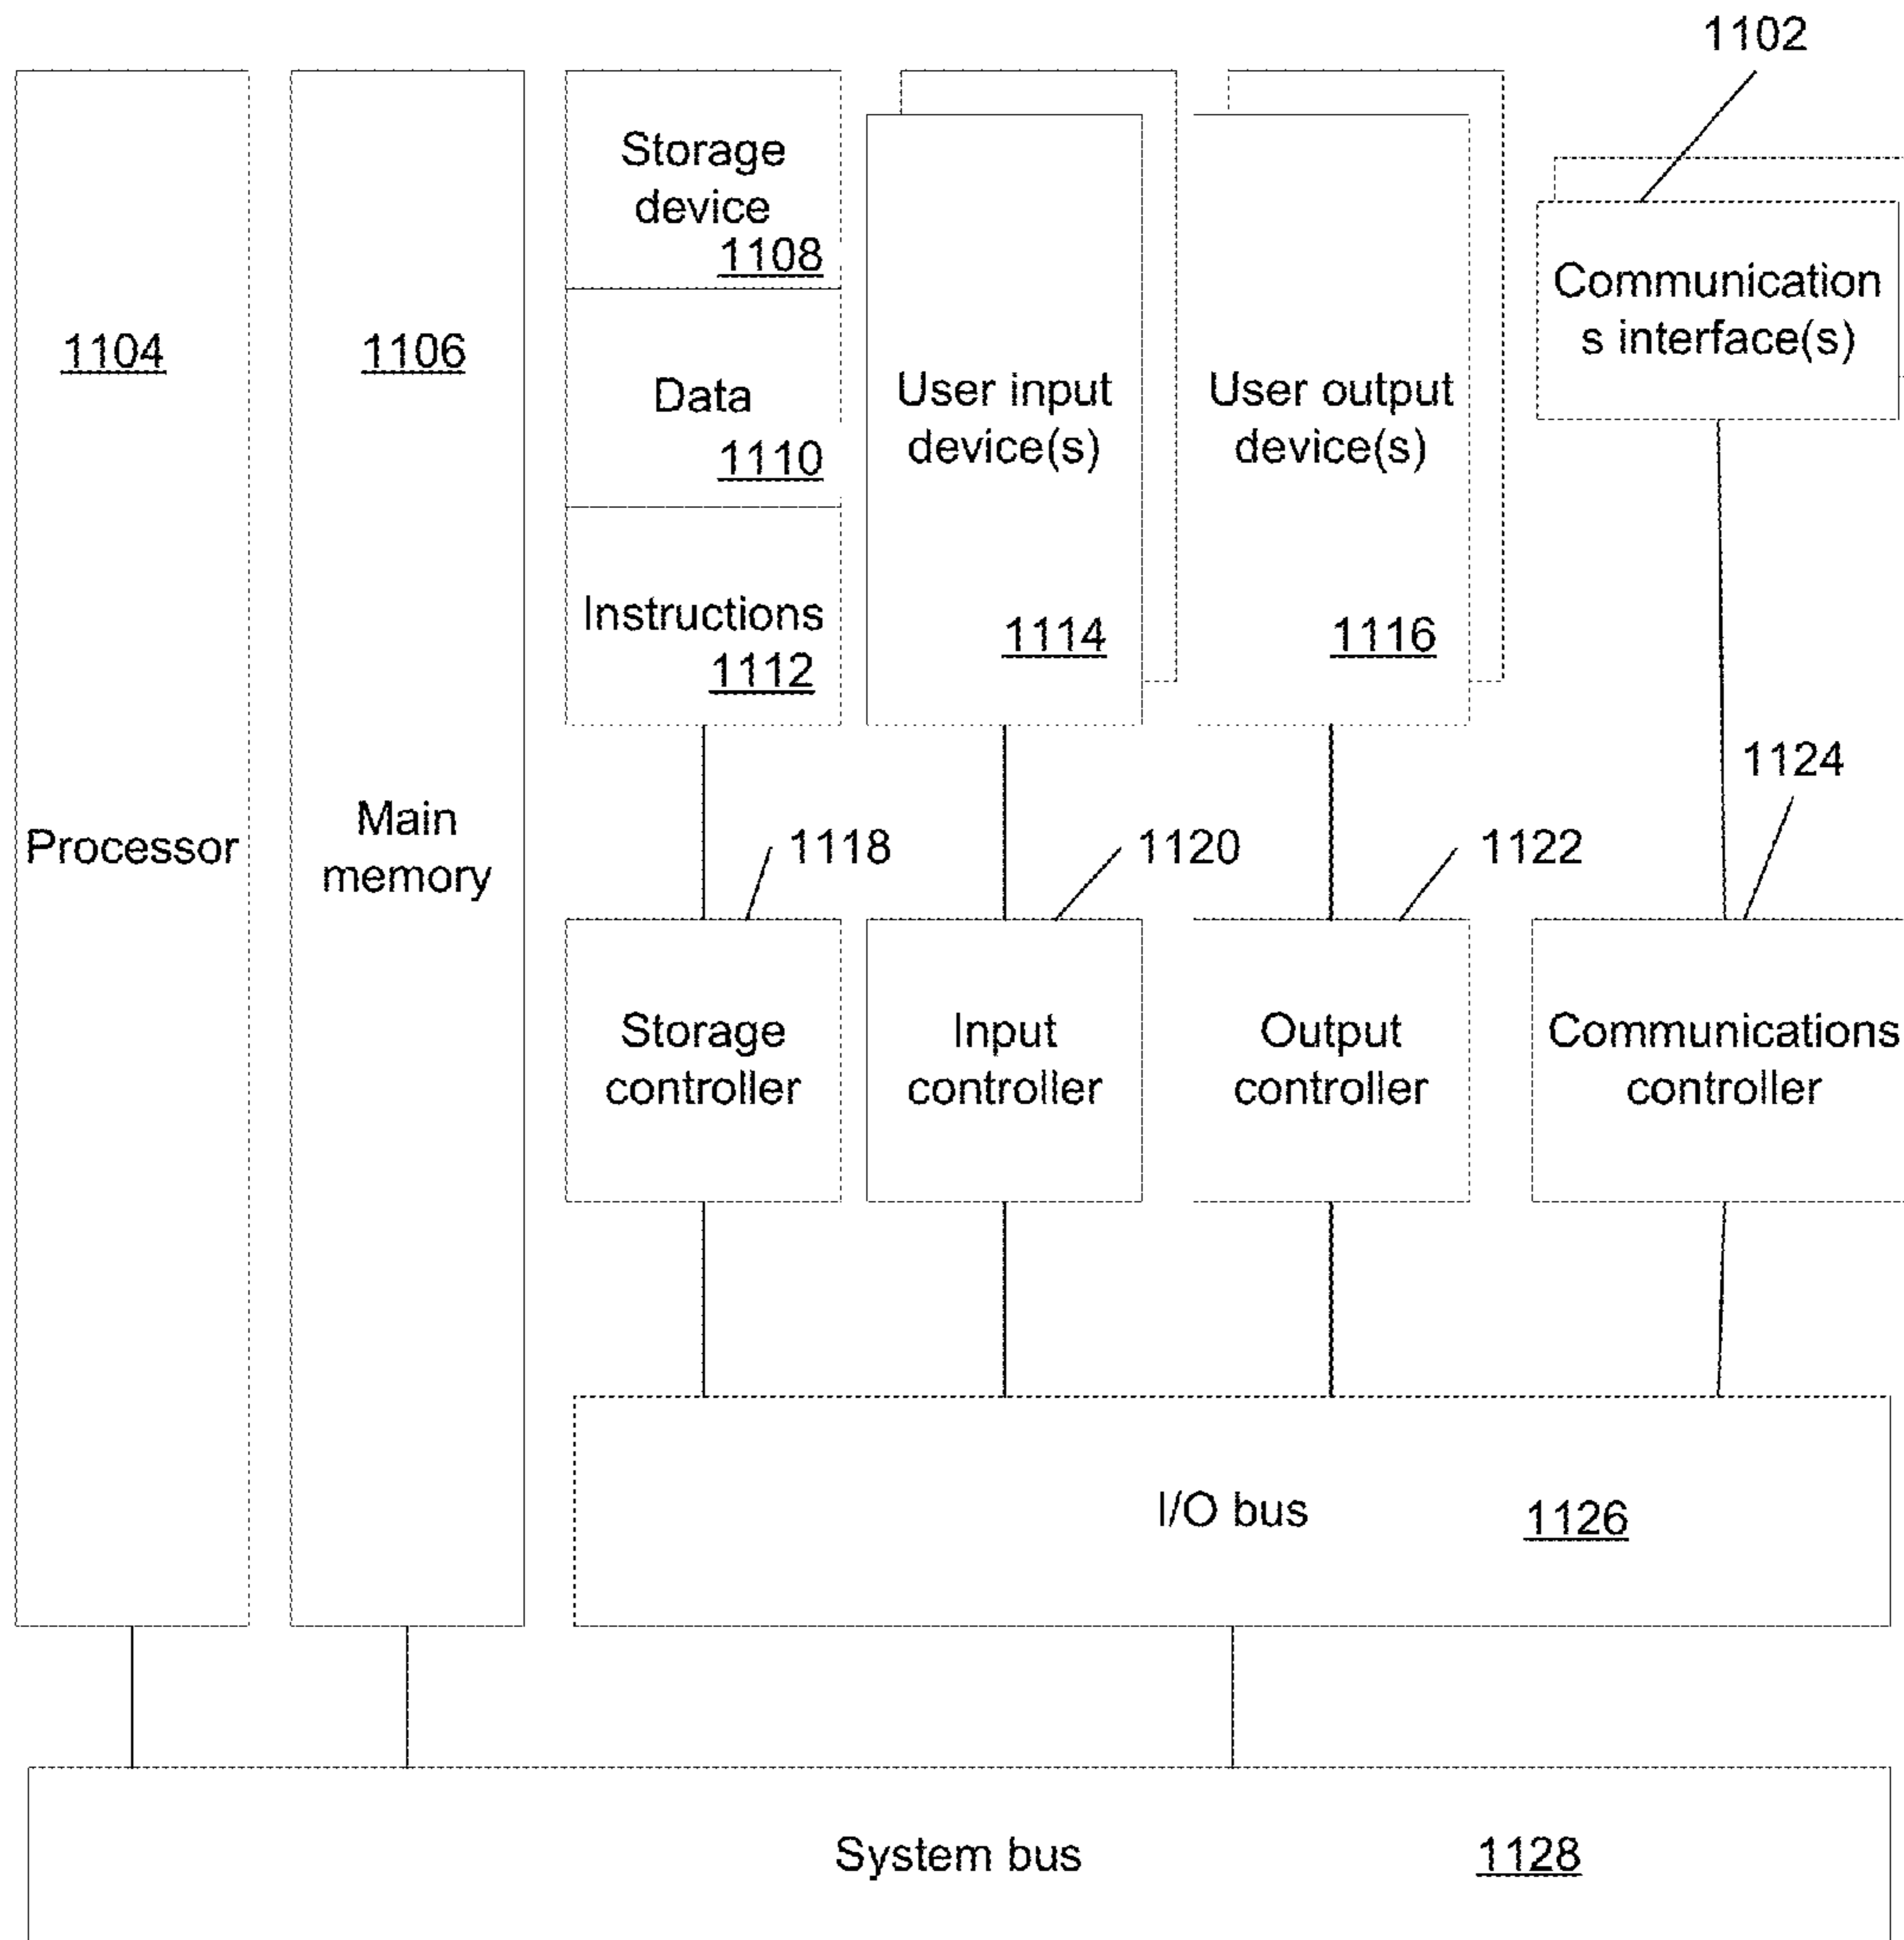 1102
Storage
device
1108
Communication
s interface(s)
1104
1106
Data
1110
User input
device(s)
User output
device(s)
Instructions
1112
1114
1116
1124
Processor
Main
memory
1118
1120
1122
Storage
controller
Input
controller
Output
controller
Communications
controller
I/O bus
1126
System bus
1128